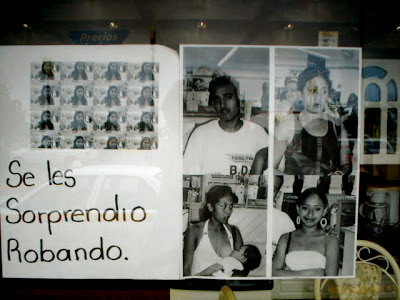 Precios
Se les
Sorprendio
Robando.